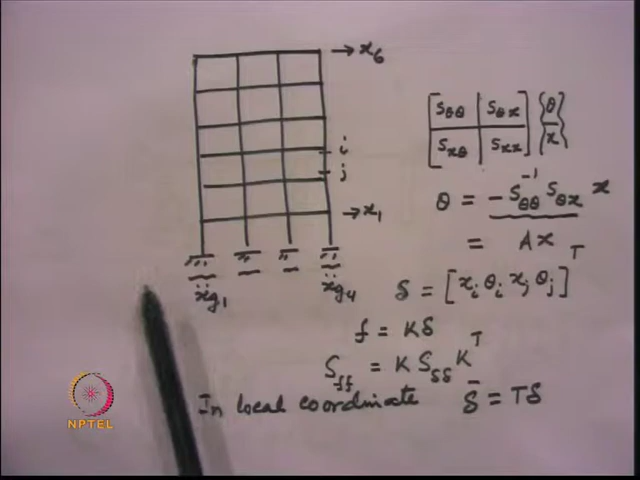 → x₆
i
j
→ x₁
ẍg₁
ẍg₄
[Sθθ | Sθx] {θ}
[Sxθ | Sxx] {x}
θ = -Sθθ⁻¹ Sθx x
= Ax
δ = [xᵢ θᵢ xⱼ θⱼ]ᵀ
f = Kδ
Sff = K Sδδ Kᵀ
In local coordinate δ̄ = Tδ
NPTEL